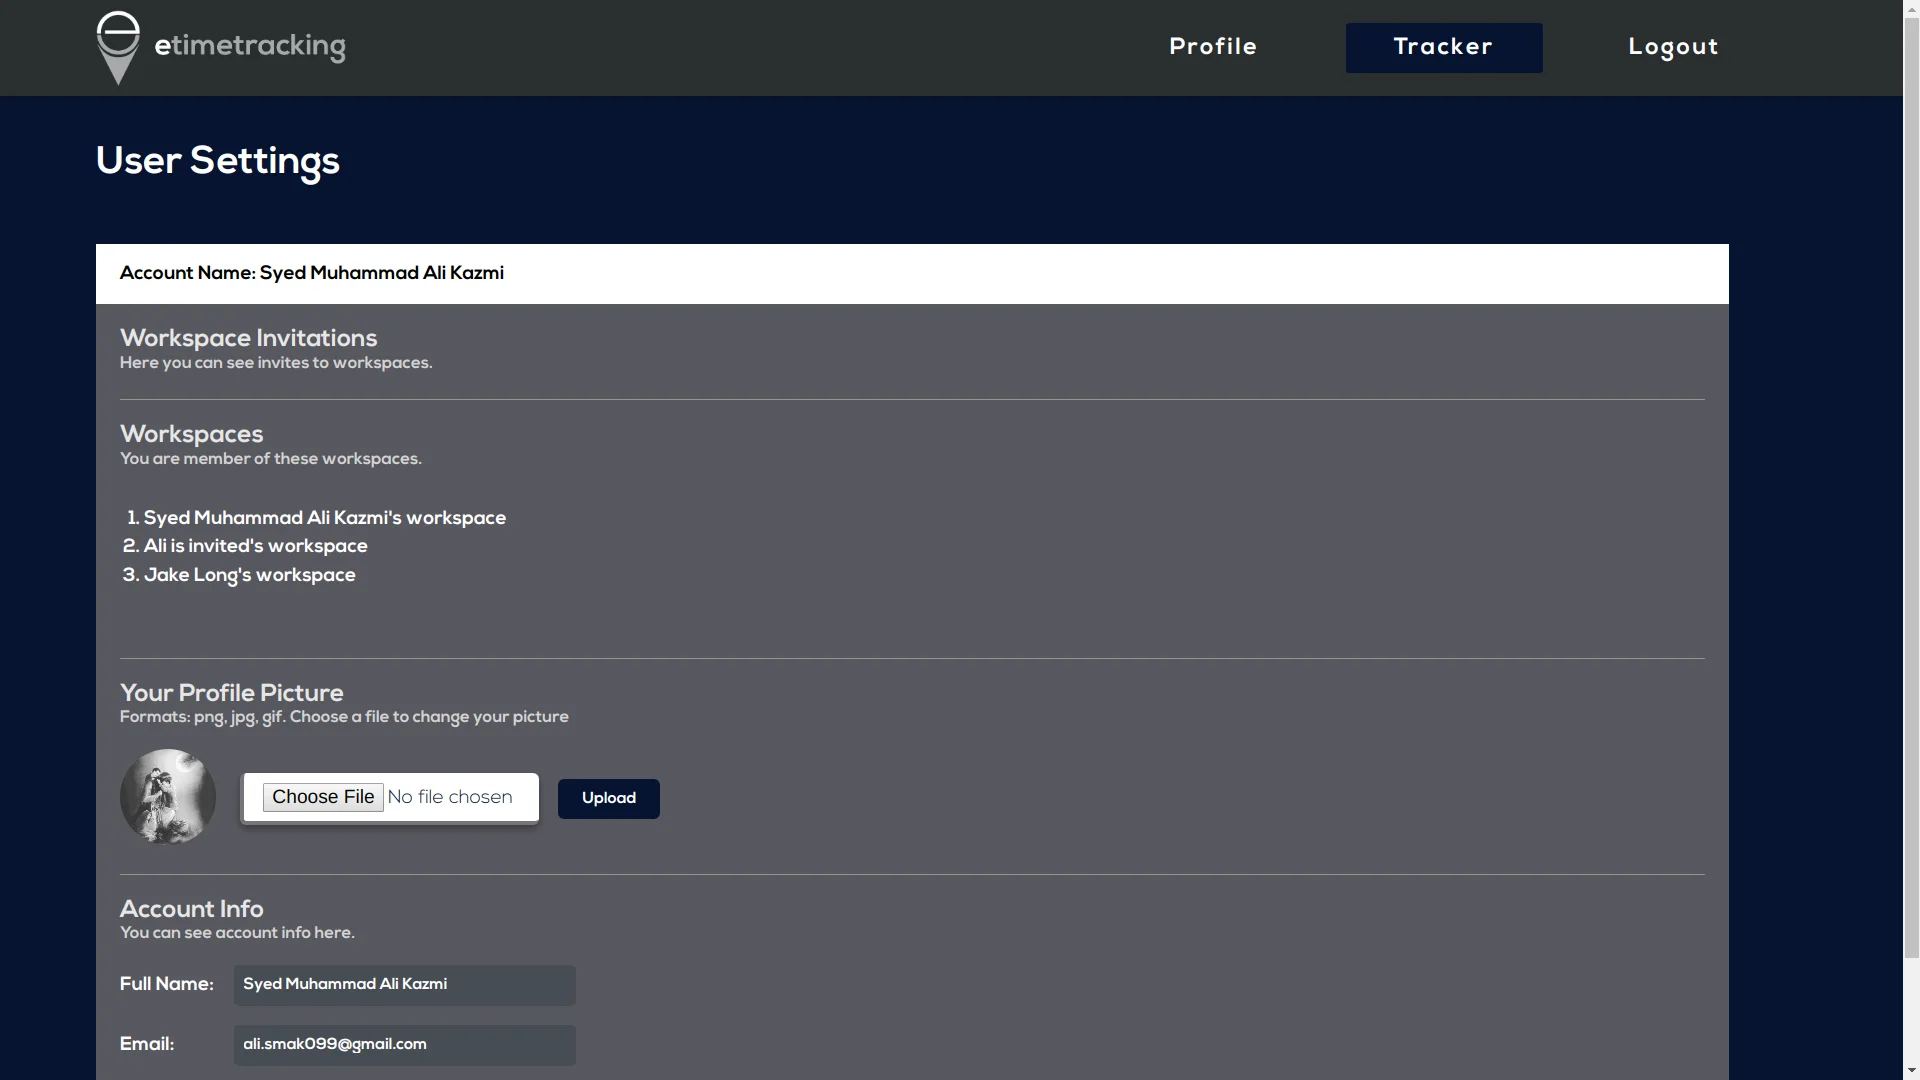 etimetracking
Profile
Tracker
Logout
User Settings
Account Name: Syed Muhammad Ali Kazmi
Workspace Invitations
Here you can see invites to workspaces.
Workspaces
You are member of these workspaces.
1. Syed Muhammad Ali Kazmi's workspace
2. Ali is invited's workspace
3. Jake Long's workspace
Your Profile Picture
Formats: png, jpg, gif. Choose a file to change your picture
Choose File No file chosen
Upload
Account Info
You can see account info here.
Full Name: Syed Muhammad Ali Kazmi
Email: ali.smak099@gmail.com